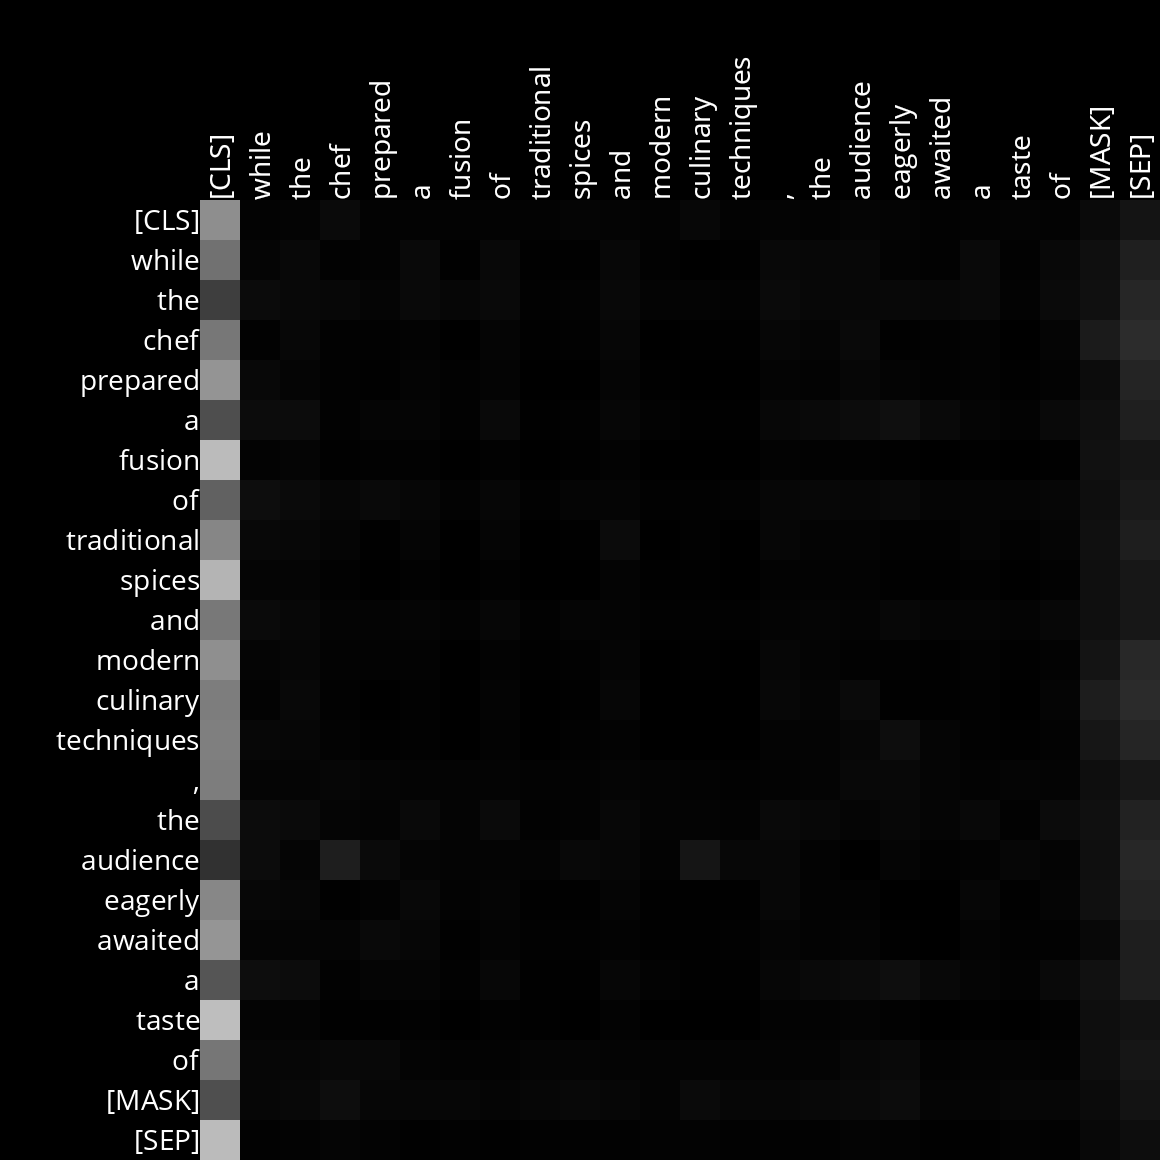 [CLS] while the chef prepared a fusion of traditional spices and modern culinary techniques , the audience eagerly awaited a taste of [MASK] [SEP]
[CLS]
while
the
chef
prepared
a
fusion
of
traditional
spices
and
modern
culinary
techniques
,
the
audience
eagerly
awaited
a
taste
of
[MASK]
[SEP]